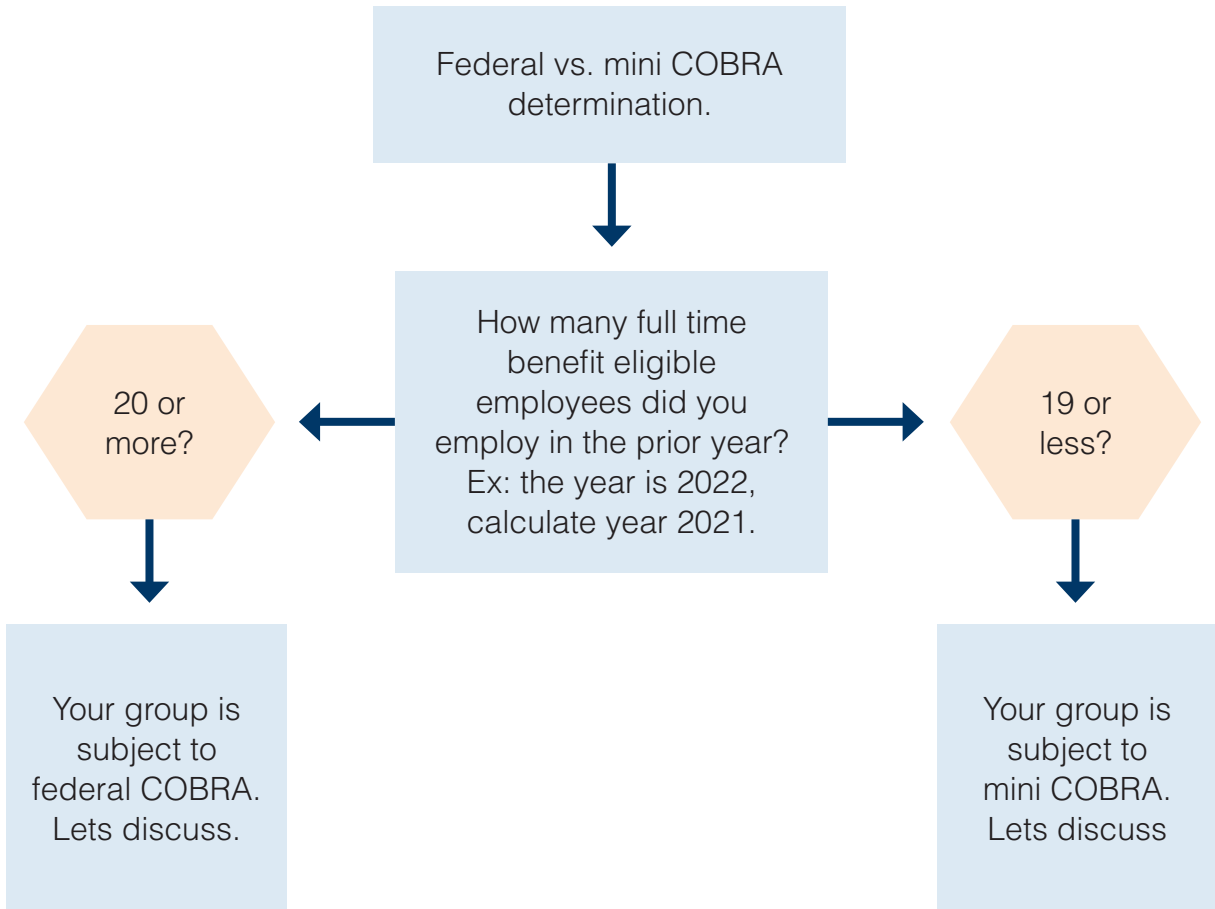 Federal vs. mini COBRA
determination.
How many full time
benefit eligible
employees did you
employ in the prior year?
Ex: the year is 2022,
calculate year 2021.
20 or
more?
19 or
less?
Your group is
subject to
federal COBRA.
Lets discuss.
Your group is
subject to
mini COBRA.
Lets discuss